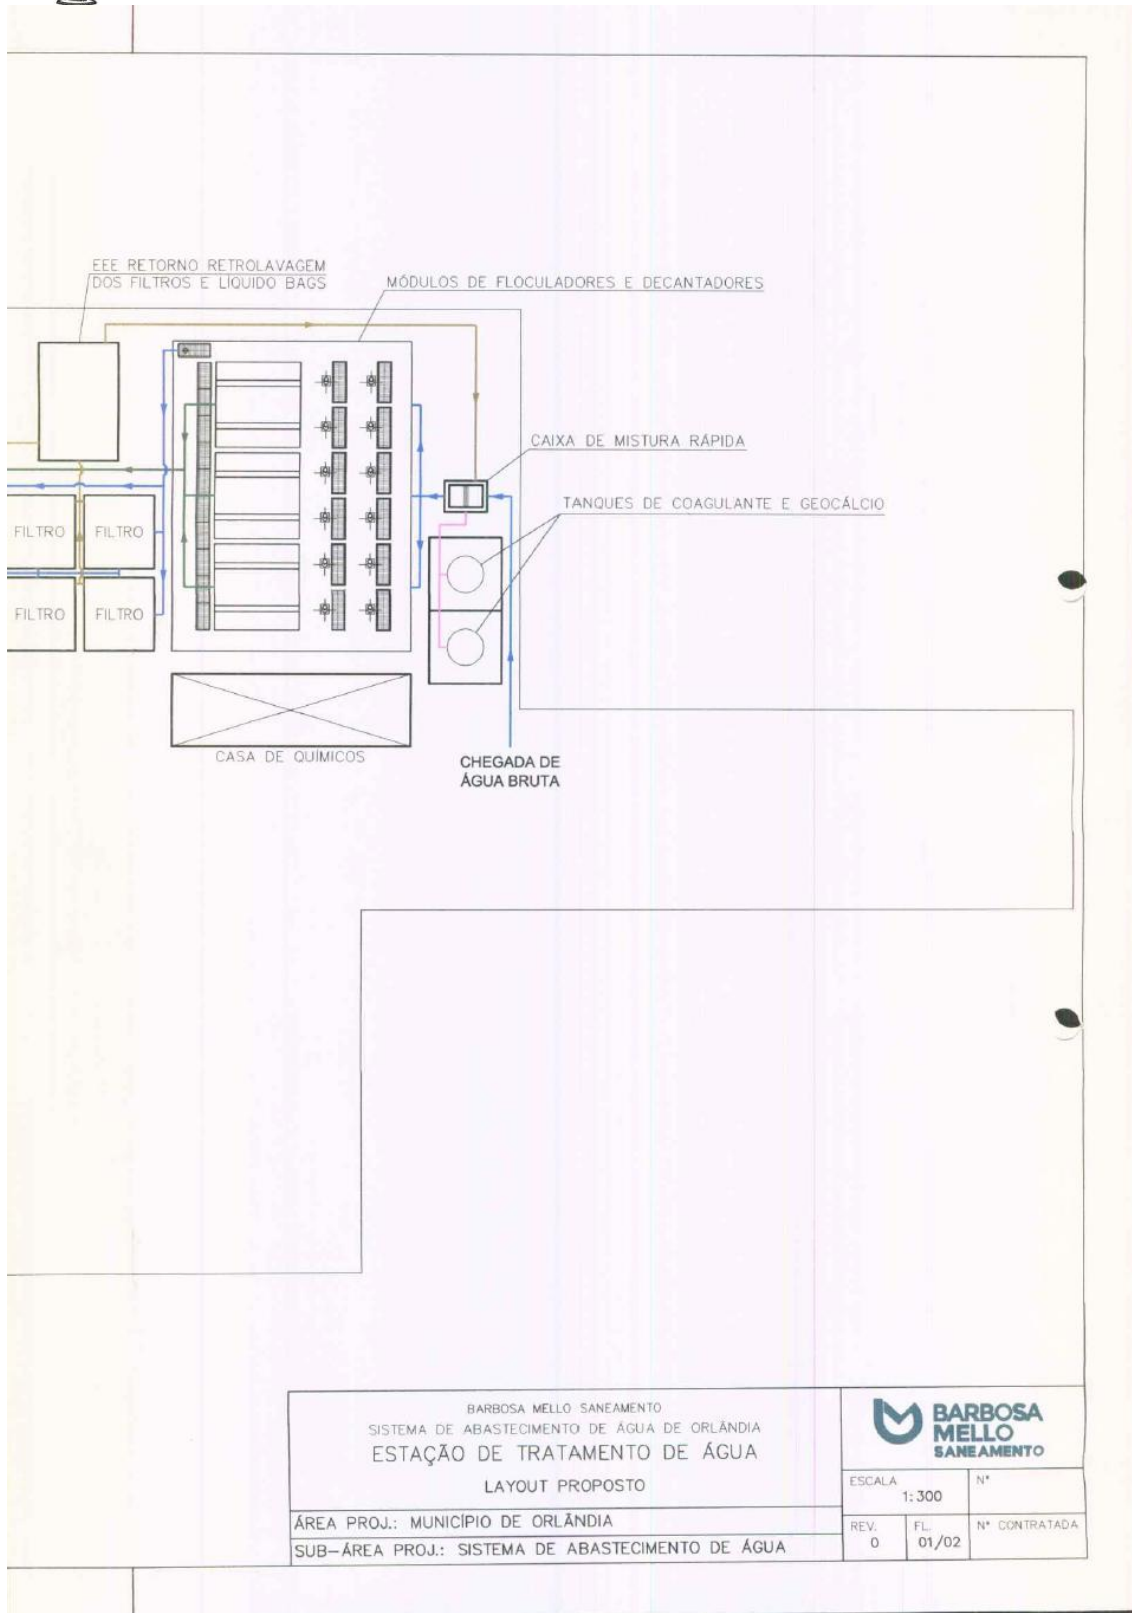 EEE RETORNO RETROLAVAGEM
DOS FILTROS E LÍQUIDO BAGS
MÓDULOS DE FLOCULADORES E DECANTADORES
CAIXA DE MISTURA RÁPIDA
TANQUES DE COAGULANTE E GEOCÁLCIO
FILTRO
FILTRO
FILTRO
FILTRO
CASA DE QUÍMICOS
CHEGADA DE
ÁGUA BRUTA
BARBOSA MELLO SANEAMENTO
SISTEMA DE ABASTECIMENTO DE ÁGUA DE ORLÂNDIA
ESTAÇÃO DE TRATAMENTO DE ÁGUA
LAYOUT PROPOSTO
ÁREA PROJ.: MUNICÍPIO DE ORLÂNDIA
SUB-ÁREA PROJ.: SISTEMA DE ABASTECIMENTO DE ÁGUA
BARBOSA
MELLO
SANEAMENTO
ESCALA
1:300
Nº
REV.
0
FL.
01/02
Nº CONTRATADA